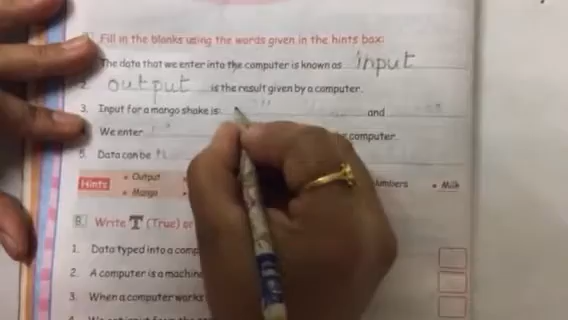 Fill in the blanks using the words given in the hints box:
The data that we enter into the computer is known as input
2. output is the result given by a computer.
3. Input for a mango shake is: and
We enter computer.
5. Data can be
Hints • Output • Milk
• Mango
B. Write T (True) or
1. Data typed into a comp
2. A computer is a machin
3. When a computer works